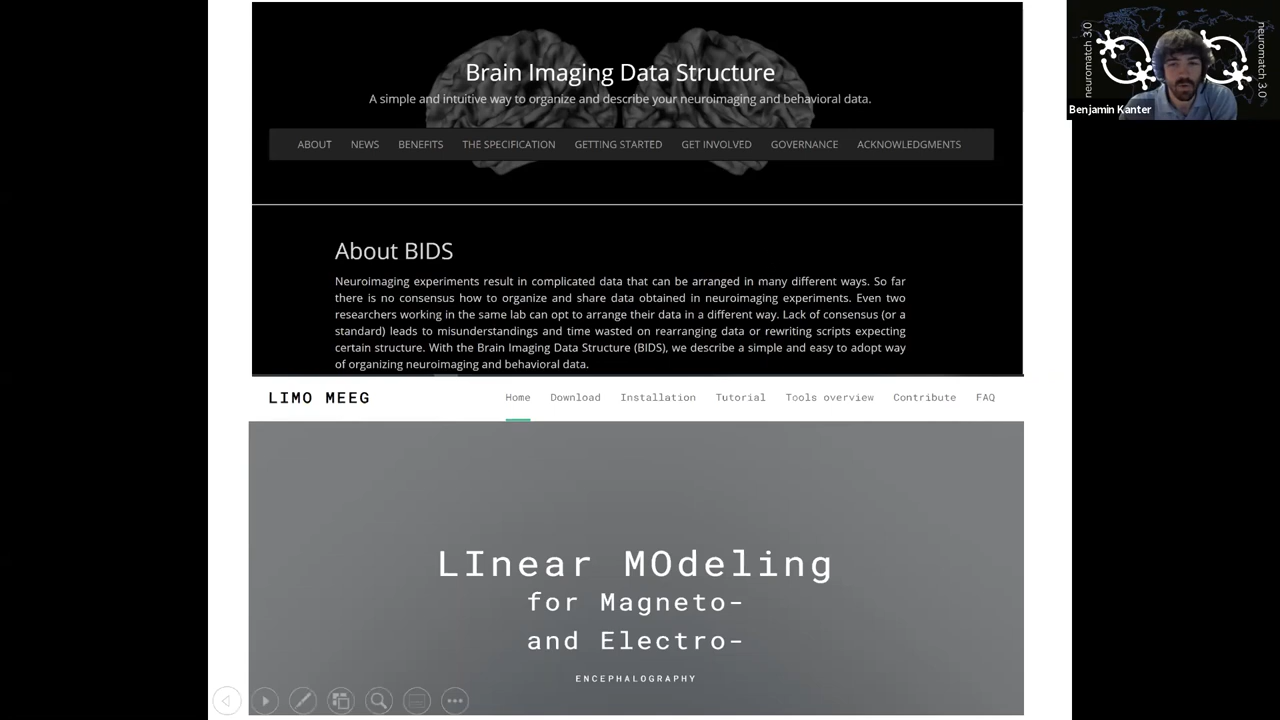 Brain Imaging Data Structure
A simple and intuitive way to organize and describe your neuroimaging and behavioral data.
ABOUT NEWS BENEFITS THE SPECIFICATION GETTING STARTED GET INVOLVED GOVERNANCE ACKNOWLEDGMENTS
About BIDS
Neuroimaging experiments result in complicated data that can be arranged in many different ways. So far
there is no consensus how to organize and share data obtained in neuroimaging experiments. Even two
researchers working in the same lab can opt to arrange their data in a different way. Lack of consensus (or a
standard) leads to misunderstandings and time wasted on rearranging data or rewriting scripts expecting
certain structure. With the Brain Imaging Data Structure (BIDS), we describe a simple and easy to adopt way
of organizing neuroimaging and behavioral data.
LIMO MEEG Home Download Installation Tutorial Tools overview Contribute FAQ
LInear MOdeling
for Magneto-
and Electro-
ENCEPHALOGRAPHY
neuromatch 3.0
neuromatch 3.0
Benjamin Kanter